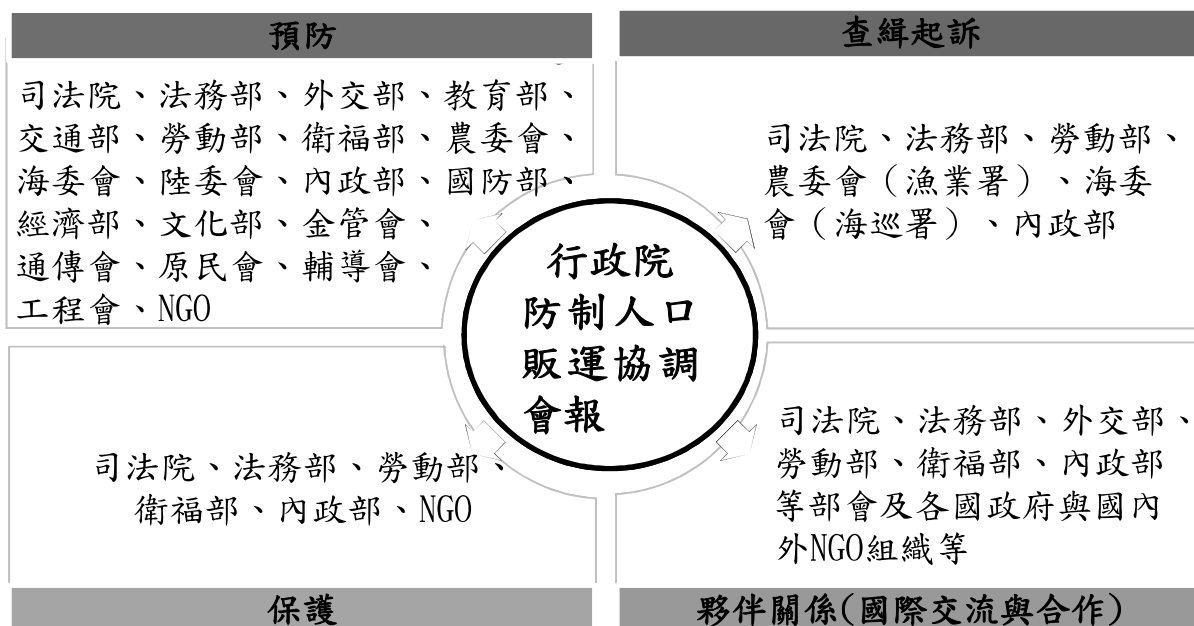 預防
司法院、法務部、外交部、教育部、
交通部、勞動部、衛福部、農委會、
海委會、陸委會、內政部、國防部、
經濟部、文化部、金管會、
通傳會、原民會、輔導會、
工程會、NGO
查緝起訴
司法院、法務部、勞動部、
農委會（漁業署）、海委
會（海巡署）、內政部
行政院
防制人口
販運協調
會報
司法院、法務部、勞動部、
衛福部、內政部、NGO
保護
司法院、法務部、外交部、
勞動部、衛福部、內政部
等部會及各國政府與國內
外NGO組織等
夥伴關係(國際交流與合作)